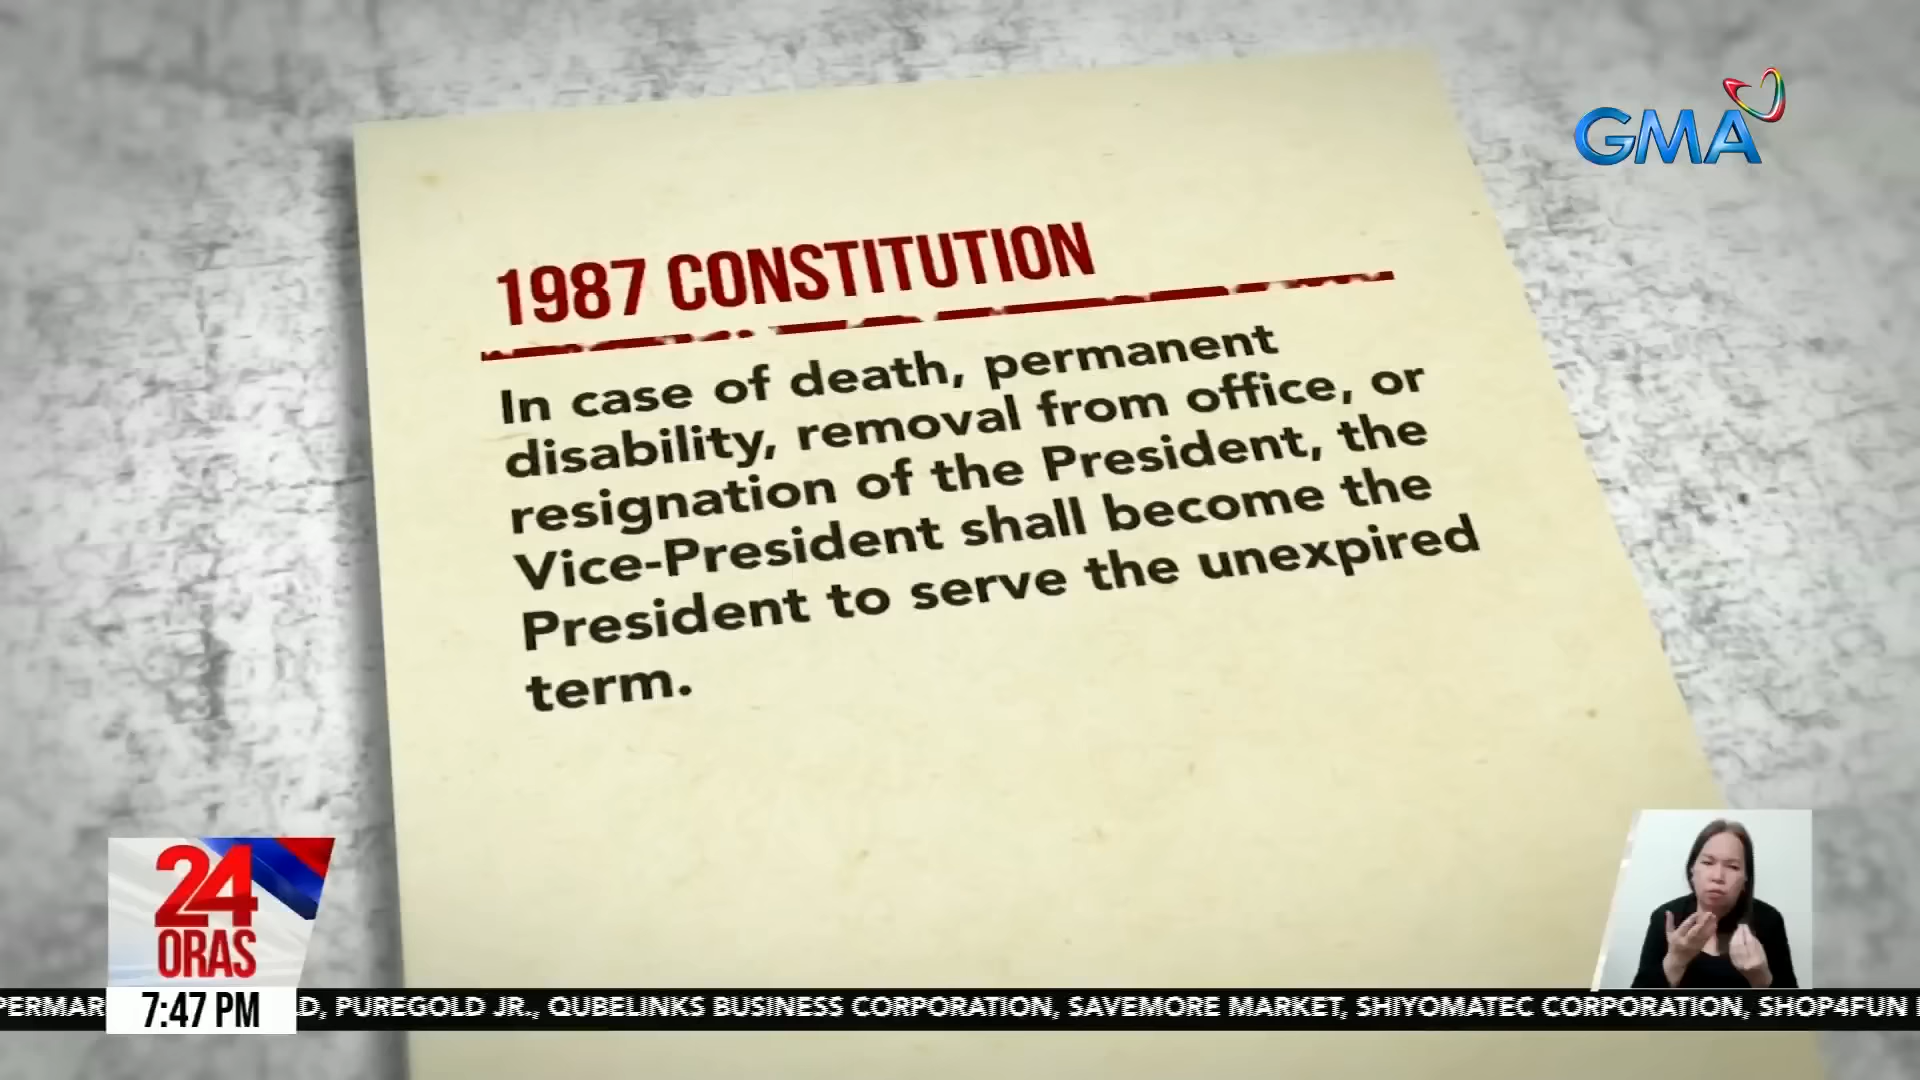 GMA
1987 CONSTITUTION
In case of death, permanent
disability, removal from office, or
resignation of the President, the
Vice-President shall become the
President to serve the unexpired
term.
24
ORAS
7:47 PM
PUREGOLD JR., QUBELINKS BUSINESS CORPORATION, SAVEMORE MARKET, SHIYOMATEC CORPORATION, SHOP4FUN